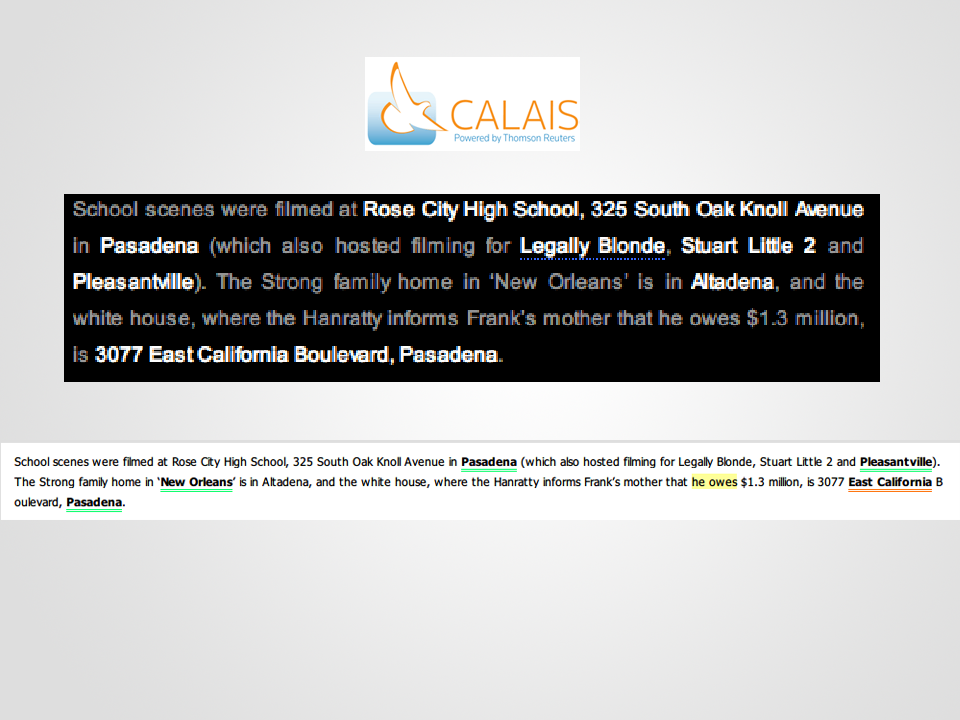 CALAIS
Powered by Thomson Reuters
School scenes were filmed at Rose City High School, 325 South Oak Knoll Avenue
in Pasadena (which also hosted filming for Legally Blonde, Stuart Little 2 and
Pleasantville). The Strong family home in ‘New Orleans’ is in Altadena, and the
white house, where the Hanratty informs Frank's mother that he owes $1.3 million,
is 3077 East California Boulevard, Pasadena.
School scenes were filmed at Rose City High School, 325 South Oak Knoll Avenue in Pasadena (which also hosted filming for Legally Blonde, Stuart Little 2 and Pleasantville).
The Strong family home in ‘New Orleans’ is in Altadena, and the white house, where the Hanratty informs Frank’s mother that he owes $1.3 million, is 3077 East California B
oulevard, Pasadena.